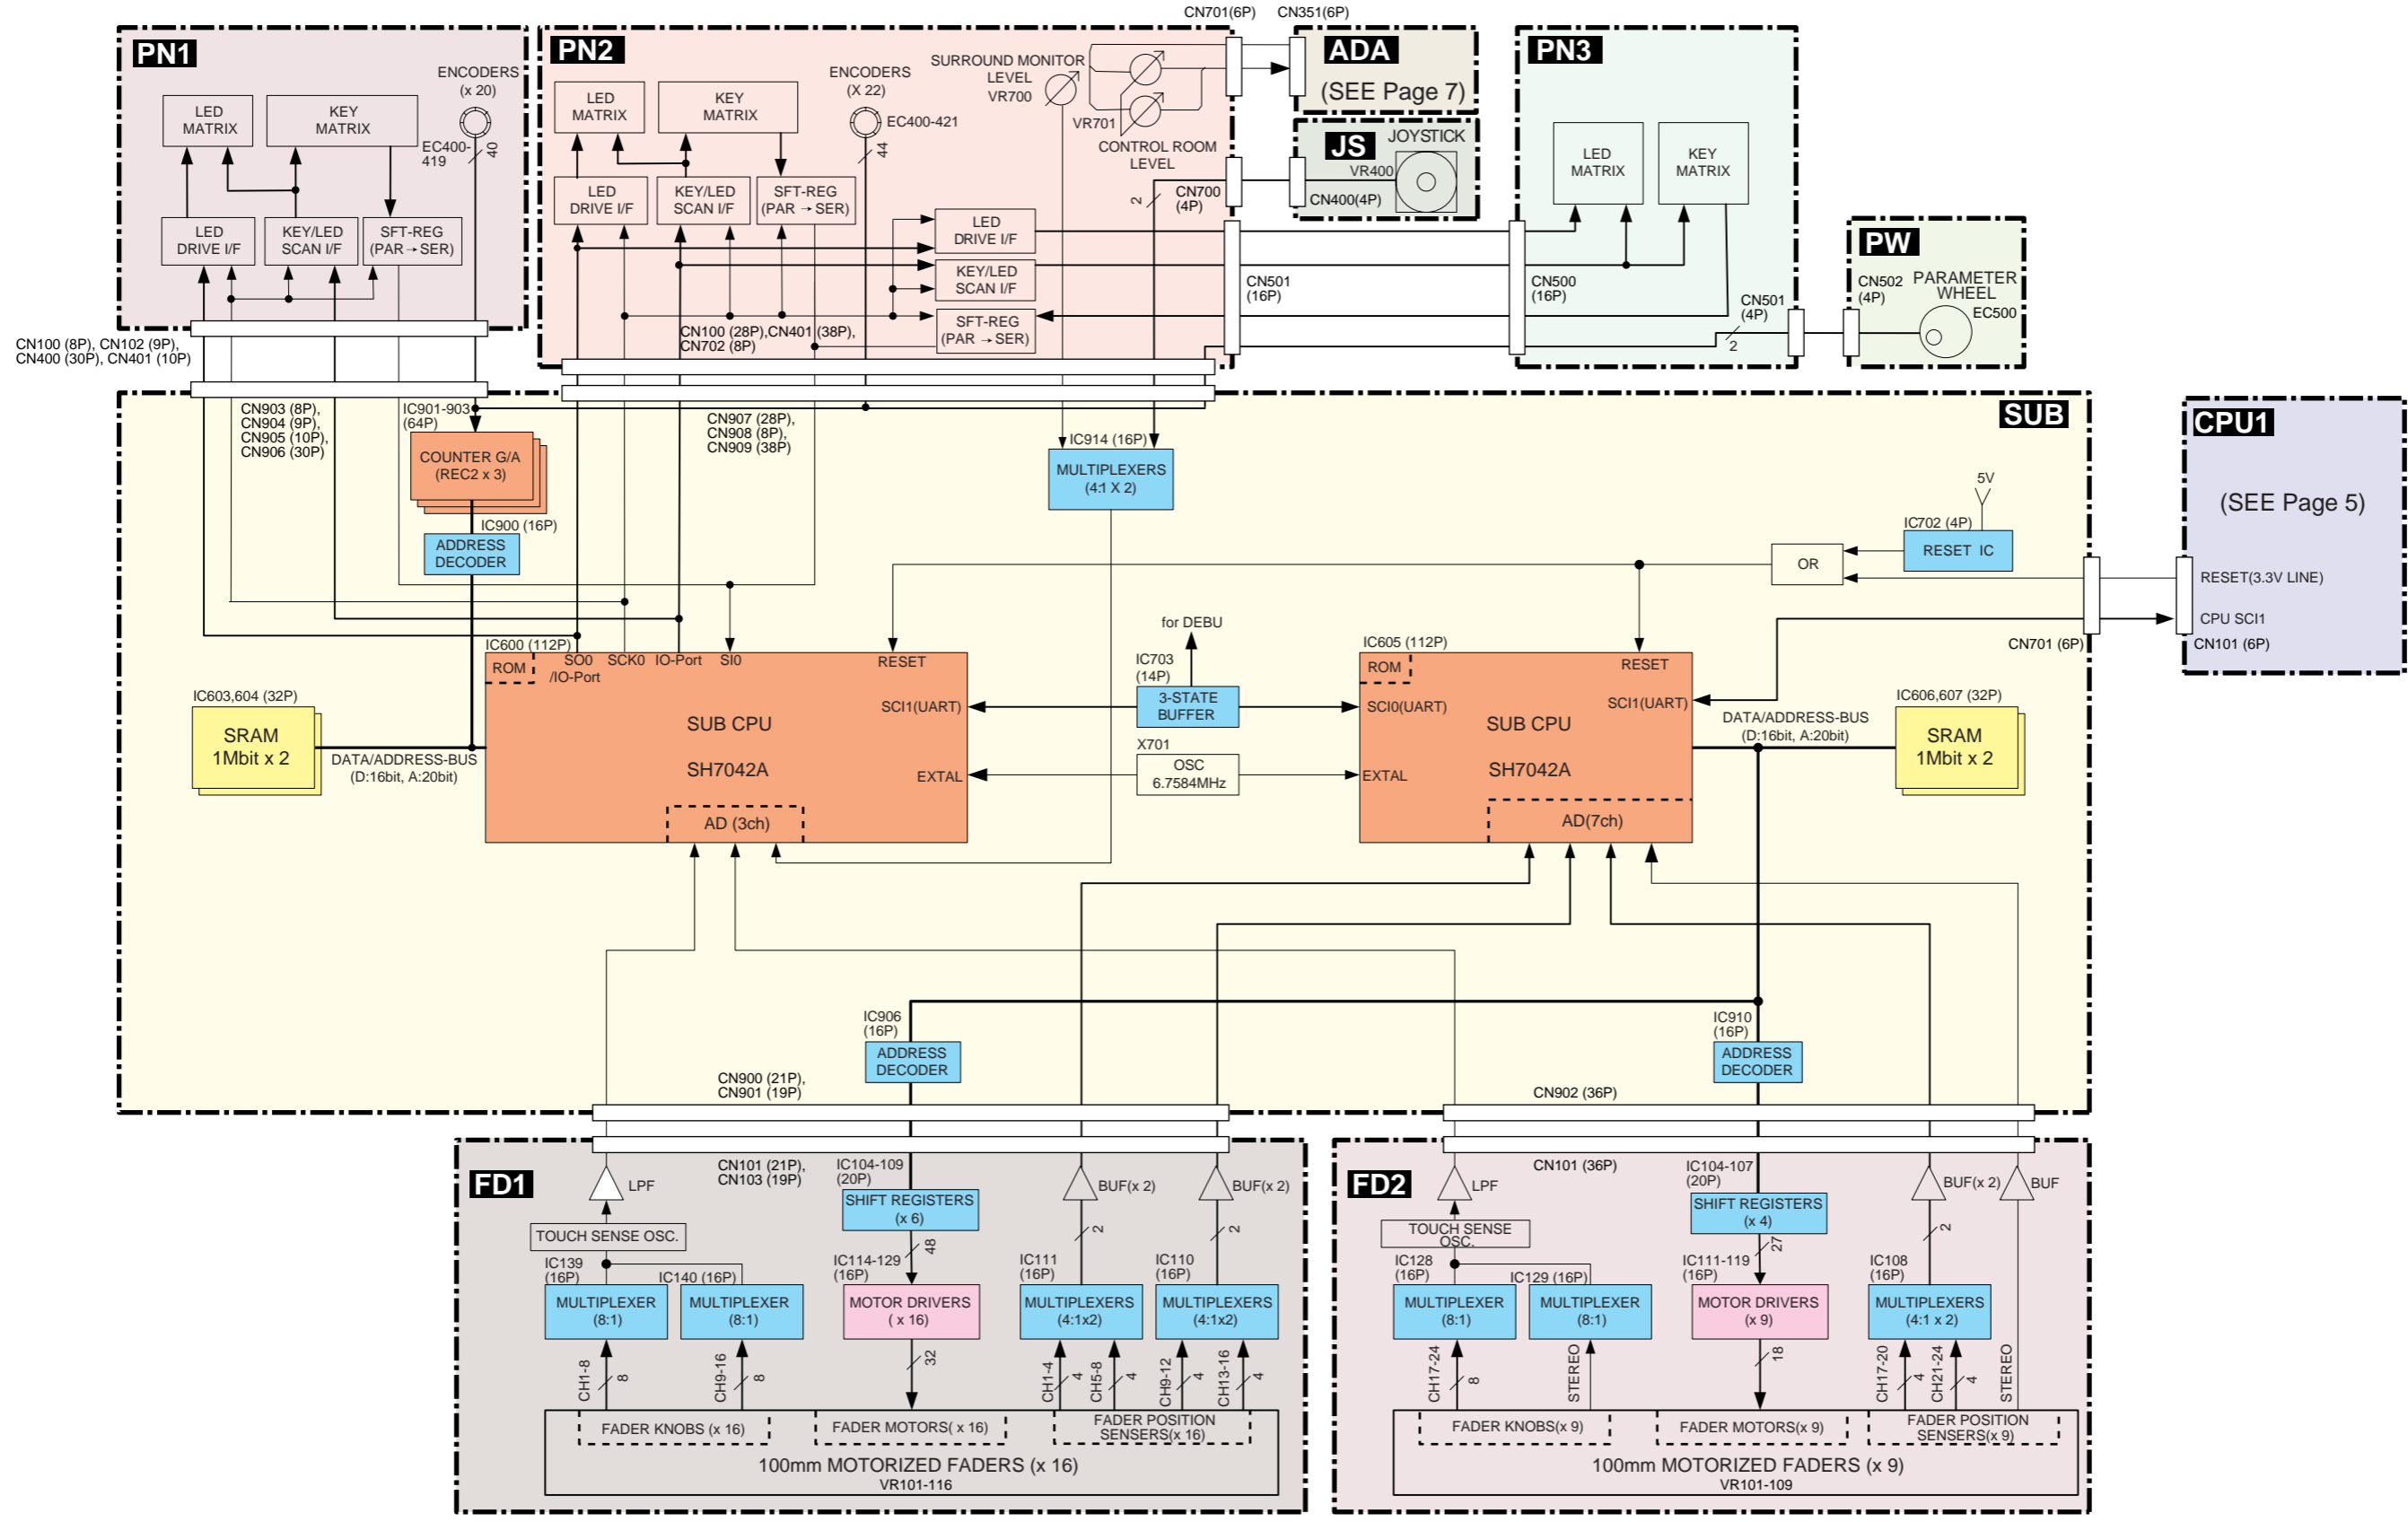 CN701(6P)
CN351(6P)
PN1
ENCODERS
(x 20)
LED
MATRIX
KEY
MATRIX
EC400-
419
40
LED
DRIVE I/F
KEY/LED
SCAN I/F
SFT-REG
(PAR→SER)
CN100 (8P), CN102 (9P),
CN400 (30P), CN401 (10P)
PN2
LED
MATRIX
KEY
MATRIX
ENCODERS
(X 22)
EC400-421
44
SURROUND MONITOR
LEVEL
VR700
VR701
CONTROL ROOM
LEVEL
LED
DRIVE I/F
KEY/LED
SCAN I/F
SFT-REG
(PAR → SER)
LED
DRIVE I/F
KEY/LED
SCAN I/F
SFT-REG
(PAR → SER)
CN100 (28P),CN401 (38P),
CN702 (8P)
2
CN700
(4P)
ADA
(SEE Page 7)
JS
JOYSTICK
VR400
CN400(4P)
CN501
(16P)
PN3
LED
MATRIX
KEY
MATRIX
CN500
(16P)
CN501
(4P)
2
PW
CN502
(4P)
PARAMETER
WHEEL
EC500
SUB
CN903 (8P),
CN904 (9P),
CN905 (10P),
CN906 (30P)
IC901-903
(64P)
COUNTER G/A
(REC2 x 3)
IC900 (16P)
ADDRESS
DECODER
CN907 (28P),
CN908 (8P),
CN909 (38P)
IC914 (16P)
MULTIPLEXERS
(4:1 X 2)
5V
IC702 (4P)
RESET IC
OR
CPU1
(SEE Page 5)
RESET(3.3V LINE)
CPU SCI1
CN701 (6P)
CN101 (6P)
IC600 (112P)
ROM
SO0
/IO-Port
SCK0
IO-Port
SI0
RESET
SCI1(UART)
SUB CPU
SH7042A
EXTAL
AD (3ch)
IC603,604 (32P)
SRAM
1Mbit x 2
DATA/ADDRESS-BUS
(D:16bit, A:20bit)
for DEBU
IC703
(14P)
3-STATE
BUFFER
X701
OSC
6.7584MHz
IC605 (112P)
ROM
RESET
SCI0(UART)
SCI1(UART)
SUB CPU
SH7042A
EXTAL
AD(7ch)
DATA/ADDRESS-BUS
(D:16bit, A:20bit)
IC606,607 (32P)
SRAM
1Mbit x 2
IC906
(16P)
ADDRESS
DECODER
IC910
(16P)
ADDRESS
DECODER
CN900 (21P),
CN901 (19P)
CN902 (36P)
FD1
CN101 (21P),
CN103 (19P)
LPF
TOUCH SENSE OSC.
IC139
(16P)
IC140 (16P)
MULTIPLEXER
(8:1)
MULTIPLEXER
(8:1)
CH1-8
8
CH9-16
8
IC104-109
(20P)
SHIFT REGISTERS
(x 6)
48
IC114-129
(16P)
MOTOR DRIVERS
( x 16)
32
BUF(x 2)
BUF(x 2)
2
2
IC111
(16P)
MULTIPLEXERS
(4:1x2)
IC110
(16P)
MULTIPLEXERS
(4:1x2)
CH1-4
4
CH5-8
4
CH9-12
4
CH13-16
4
FADER KNOBS (x 16)
FADER MOTORS( x 16)
FADER POSITION
SENSERS(x 16)
100mm MOTORIZED FADERS (x 16)
VR101-116
FD2
CN101 (36P)
LPF
TOUCH SENSE
OSC.
IC128
(16P)
IC129 (16P)
MULTIPLEXER
(8:1)
MULTIPLEXER
(8:1)
CH17-24
8
STEREO
IC104-107
(20P)
SHIFT REGISTERS
(x 4)
27
IC111-119
(16P)
MOTOR DRIVERS
(x 9)
18
BUF(x 2)
BUF
2
IC108
(16P)
MULTIPLEXERS
(4:1 x 2)
CH17-20
4
CH21-24
4
STEREO
FADER KNOBS(x 9)
FADER MOTORS(x 9)
FADER POSITION
SENSERS(x 9)
100mm MOTORIZED FADERS (x 9)
VR101-109